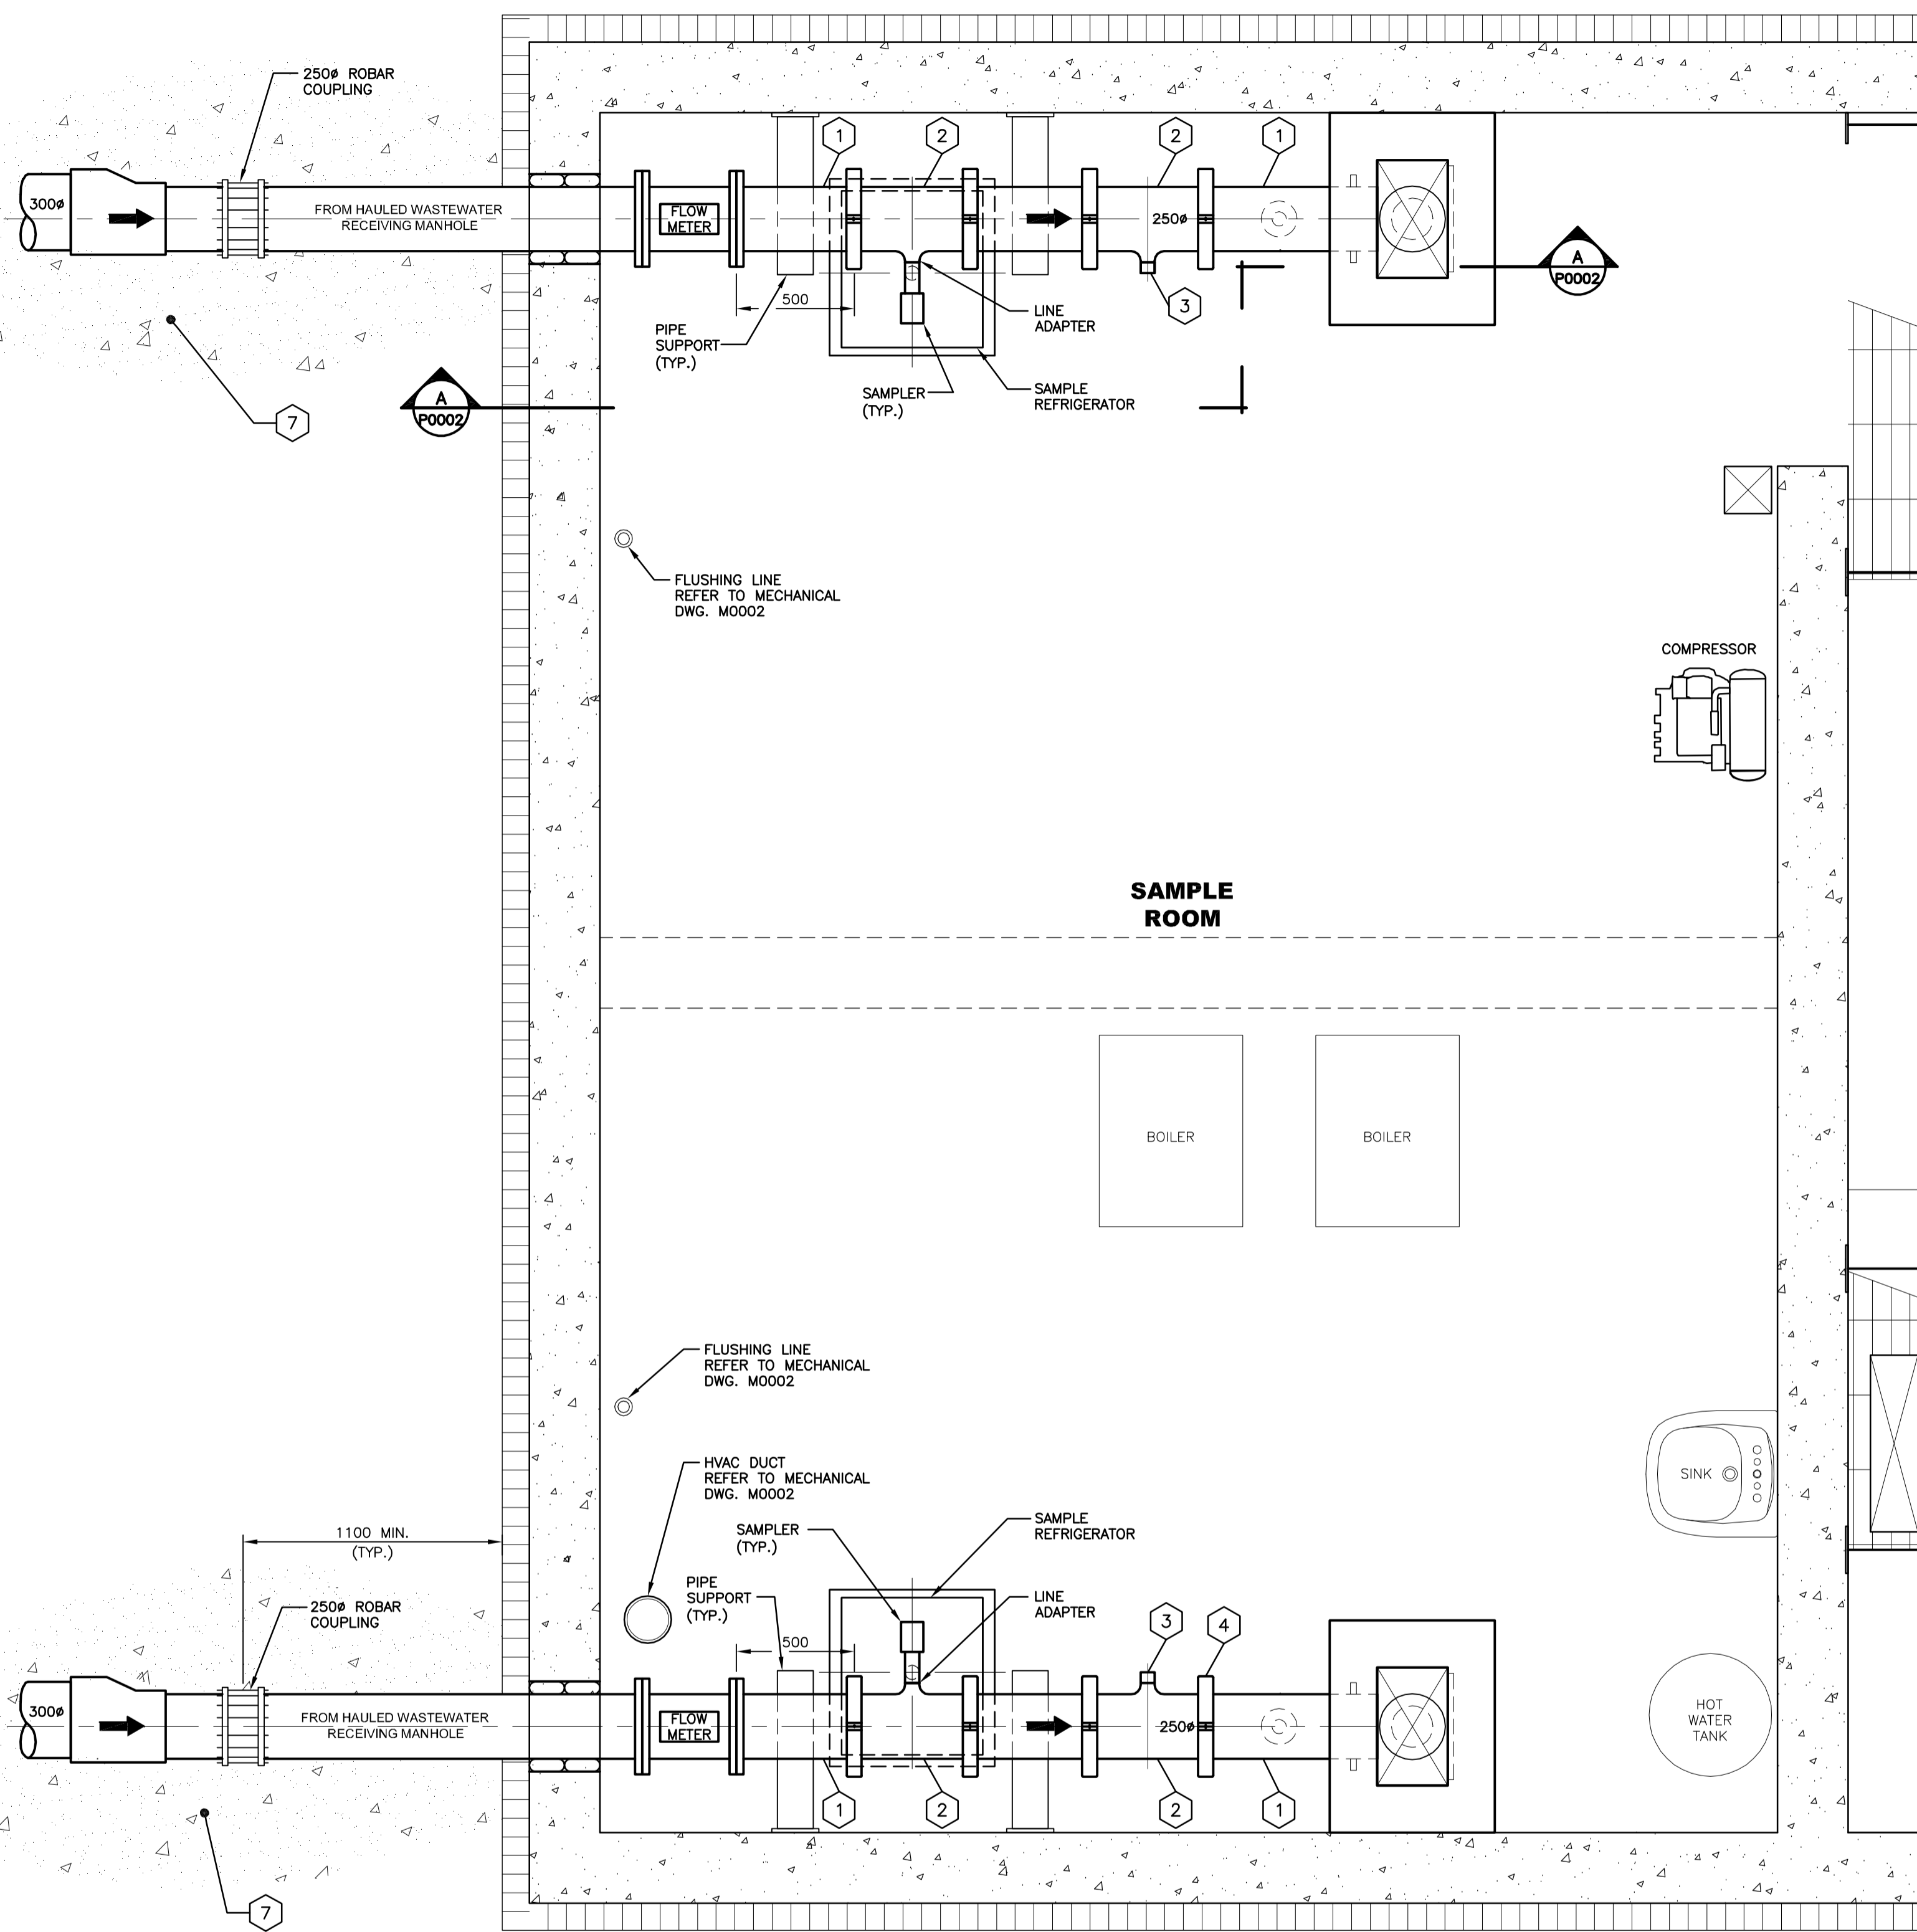 250ø ROBAR
COUPLING
1
2
2
1
300ø
FROM HAULED WASTEWATER
RECEIVING MANHOLE
FLOW
METER
250ø
A
P0002
3
500
LINE
ADAPTER
PIPE
SUPPORT
(TYP.)
SAMPLER
(TYP.)
SAMPLE
REFRIGERATOR
A
P0002
7
FLUSHING LINE
REFER TO MECHANICAL
DWG. M0002
COMPRESSOR
SAMPLE
ROOM
BOILER
BOILER
FLUSHING LINE
REFER TO MECHANICAL
DWG. M0002
HVAC DUCT
REFER TO MECHANICAL
DWG. M0002
SINK
1100 MIN.
(TYP.)
SAMPLER
(TYP.)
SAMPLE
REFRIGERATOR
PIPE
SUPPORT
(TYP.)
LINE
ADAPTER
250ø ROBAR
COUPLING
3
4
500
300ø
FROM HAULED WASTEWATER
RECEIVING MANHOLE
FLOW
METER
250ø
HOT
WATER
TANK
1
2
2
1
7